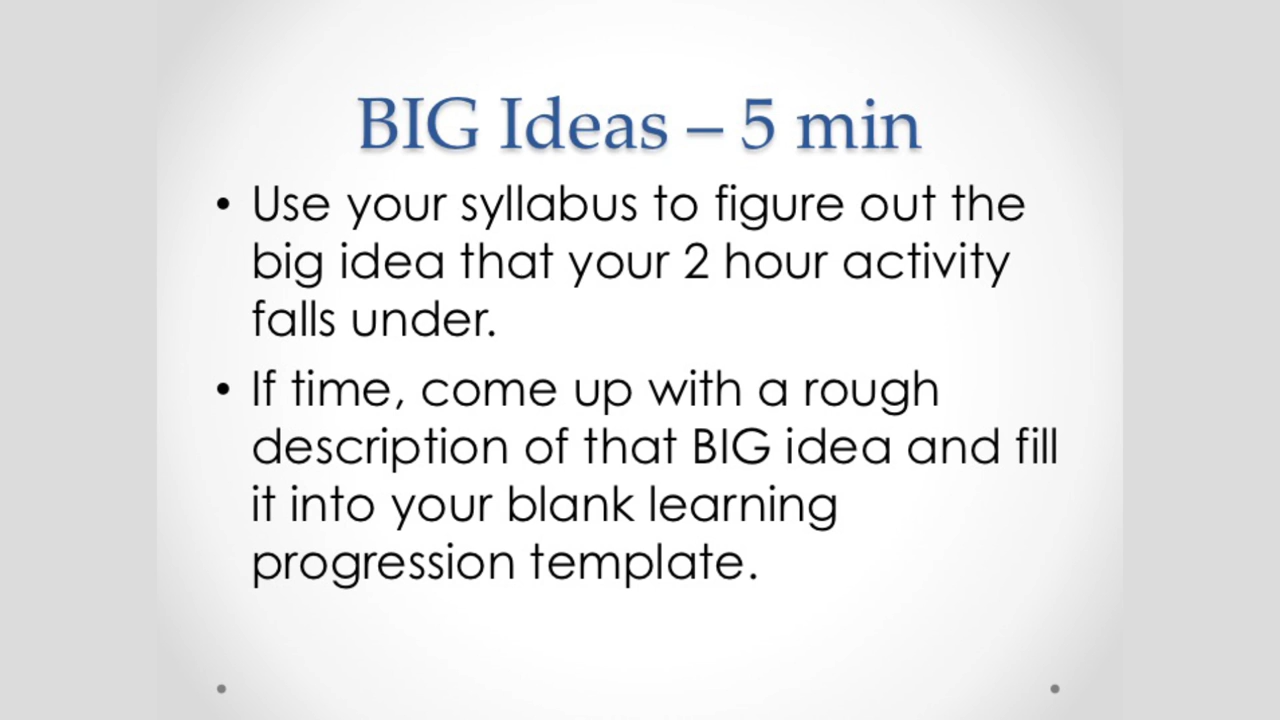 BIG Ideas – 5 min
• Use your syllabus to figure out the
big idea that your 2 hour activity
falls under.
• If time, come up with a rough
description of that BIG idea and fill
it into your blank learning
progression template.